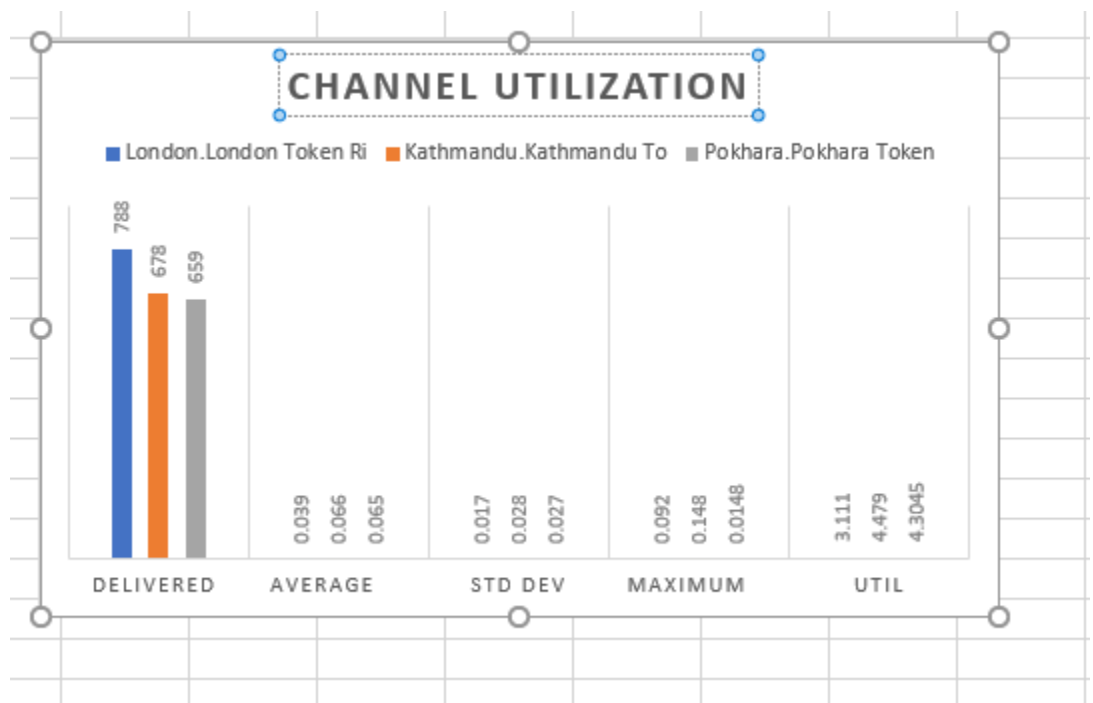 CHANNEL UTILIZATION
London.London Token Ri Kathmandu.Kathmandu To Pokhara.Pokhara Token
788 678 659
0.039 0.066 0.065 0.017 0.028 0.027 0.092 0.148 0.0148 3.111 4.479 4.3045
DELIVERED AVERAGE STD DEV MAXIMUM UTIL